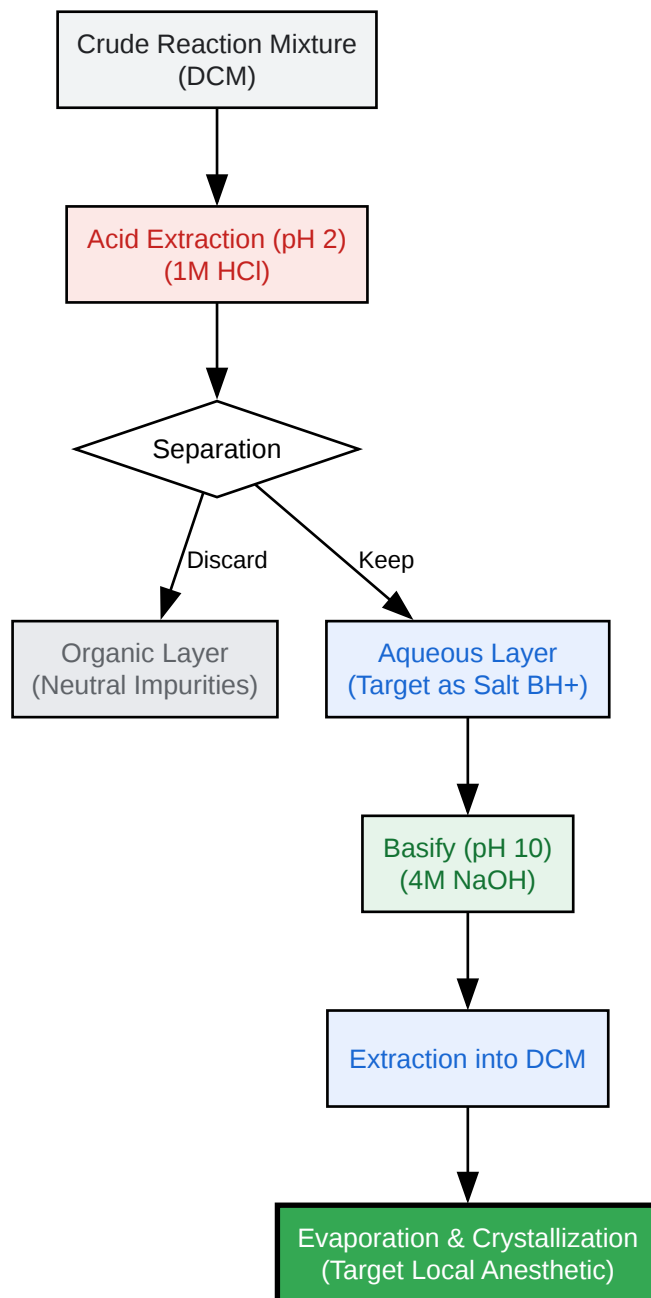 Crude Reaction Mixture
(DCM)
Acid Extraction (pH 2)
(1M HCl)
Separation
Discard
Keep
Organic Layer
(Neutral Impurities)
Aqueous Layer
(Target as Salt BH+)
Basify (pH 10)
(4M NaOH)
Extraction into DCM
Evaporation & Crystallization
(Target Local Anesthetic)